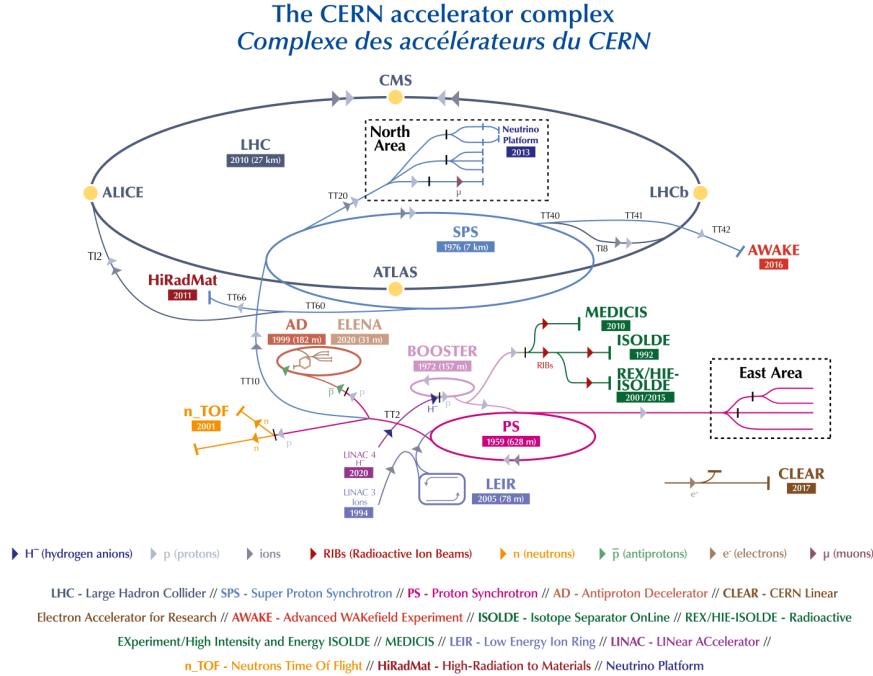 The CERN accelerator complex
Complexe des accélérateurs du CERN
CMS
LHC
2010 (27 km)
North
Area
Neutrino
Platform
2013
μ
ALICE
LHCb
TT20
TT40
TT41
TT42
SPS
1976 (7 km)
TI8
AWAKE
2016
TI2
HiRadMat
2011
ATLAS
TT66
TT60
AD
1999 (182 m)
ELENA
2020 (31 m)
MEDICIS
2010
BOOSTER
1972 (157 m)
ISOLDE
1992
RIBs
REX/HIE-
ISOLDE
2001/2015
East Area
TT10
p̅
p
H⁻
p
n_TOF
2001
n
n
p
TT2
PS
1959 (628 m)
LINAC 4
H⁻
2020
LINAC 3
Ions
1994
LEIR
2005 (78 m)
e⁻
CLEAR
2017
H⁻ (hydrogen anions) p (protons) ions RIBs (Radioactive Ion Beams) n (neutrons) p̅ (antiprotons) e⁻ (electrons) μ (muons)
LHC - Large Hadron Collider // SPS - Super Proton Synchrotron // PS - Proton Synchrotron // AD - Antiproton Decelerator // CLEAR - CERN Linear
Electron Accelerator for Research // AWAKE - Advanced WAKefield Experiment // ISOLDE - Isotope Separator OnLine // REX/HIE-ISOLDE - Radioactive
EXperiment/High Intensity and Energy ISOLDE // MEDICIS // LEIR - Low Energy Ion Ring // LINAC - LINear ACcelerator //
n_TOF - Neutrons Time Of Flight // HiRadMat - High-Radiation to Materials // Neutrino Platform